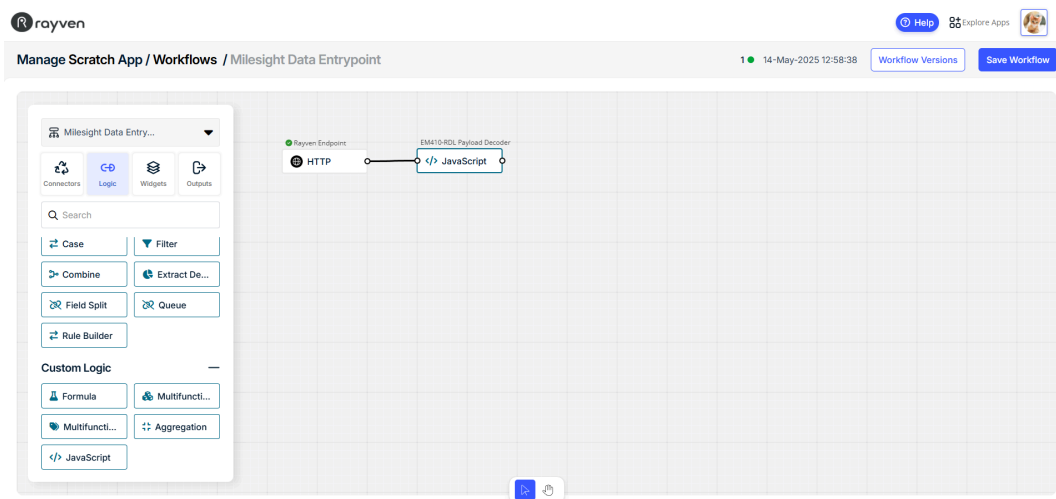 rayven
Help
Explore Apps
Manage Scratch App / Workflows / Milesight Data Entrypoint
1
14-May-2025 12:58:38
Workflow Versions
Save Workflow
Milesight Data Entry...
Connectors
Logic
Widgets
Outputs
Search
Case
Filter
Combine
Extract De...
Field Split
Queue
Rule Builder
Custom Logic
Formula
Multifuncti...
Multifuncti...
Aggregation
</> JavaScript
Rayven Endpoint
HTTP
EM410-RDL Payload Decoder
</> JavaScript